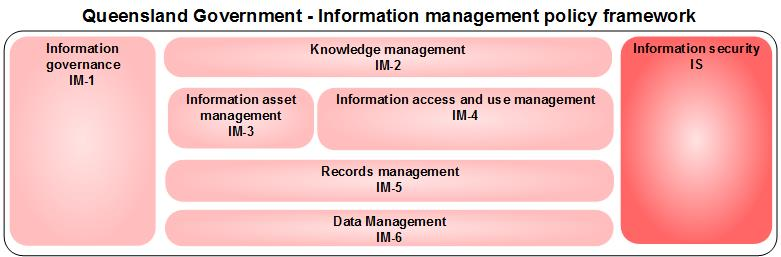 Queensland Government - Information management policy framework
Information
governance
IM-1
Knowledge management
IM-2
Information asset
management
IM-3
Information access and use management
IM-4
Records management
IM-5
Data Management
IM-6
Information security
IS